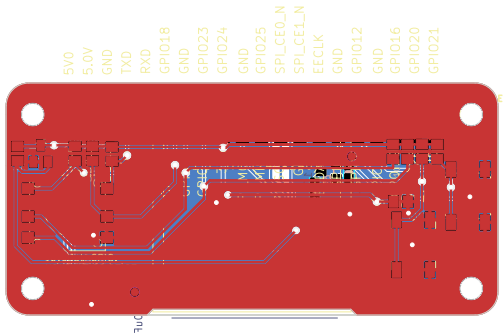 5V0
5.0V
GND
TXD
RXD
GPIO18
GND
GPIO23
GPIO24
GND
GPIO25
SPI_CE0_N
SPI_CE1_N
EECLK
GND
GPIO12
GND
GPIO16
GPIO20
GPIO21